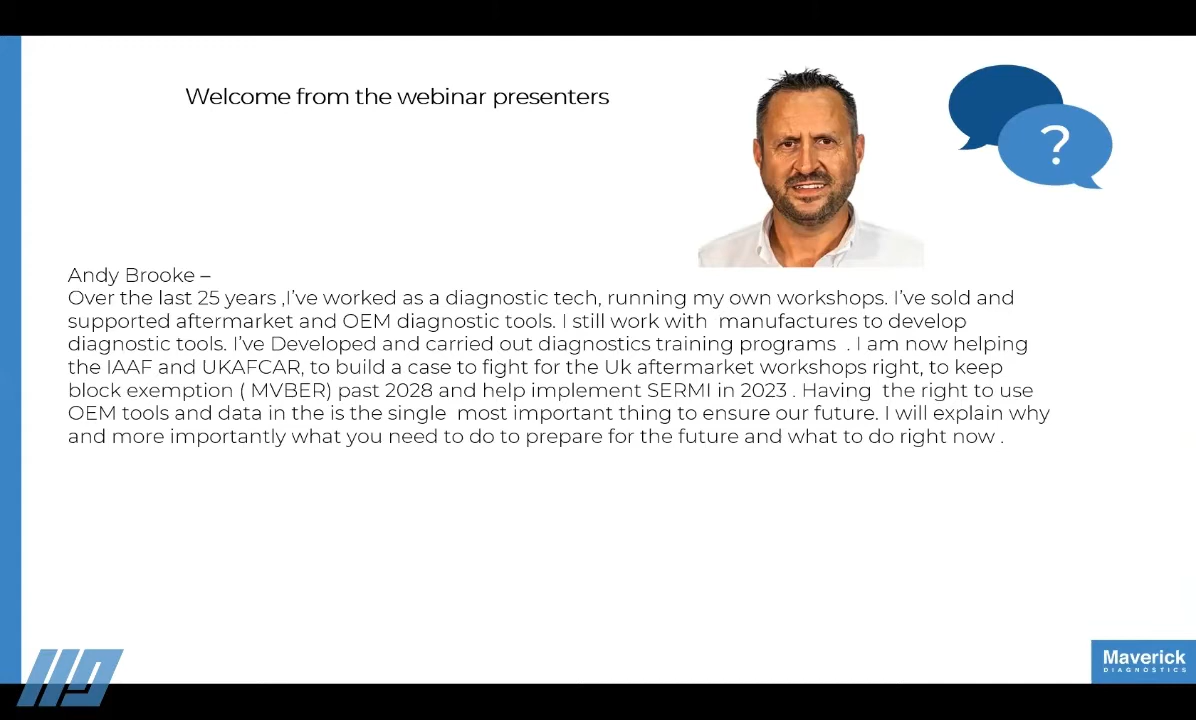 Welcome from the webinar presenters
?
Andy Brooke –
Over the last 25 years ,I’ve worked as a diagnostic tech, running my own workshops. I’ve sold and
supported aftermarket and OEM diagnostic tools. I still work with  manufactures to develop
diagnostic tools. I’ve Developed and carried out diagnostics training programs  . I am now helping
the IAAF and UKAFCAR, to build a case to fight for the Uk aftermarket workshops right, to keep
block exemption ( MVBER) past 2028 and help implement SERMI in 2023 . Having  the right to use
OEM tools and data in the is the single  most important thing to ensure our future. I will explain why
and more importantly what you need to do to prepare for the future and what to do right now .
Maverick
DIAGNOSTICS